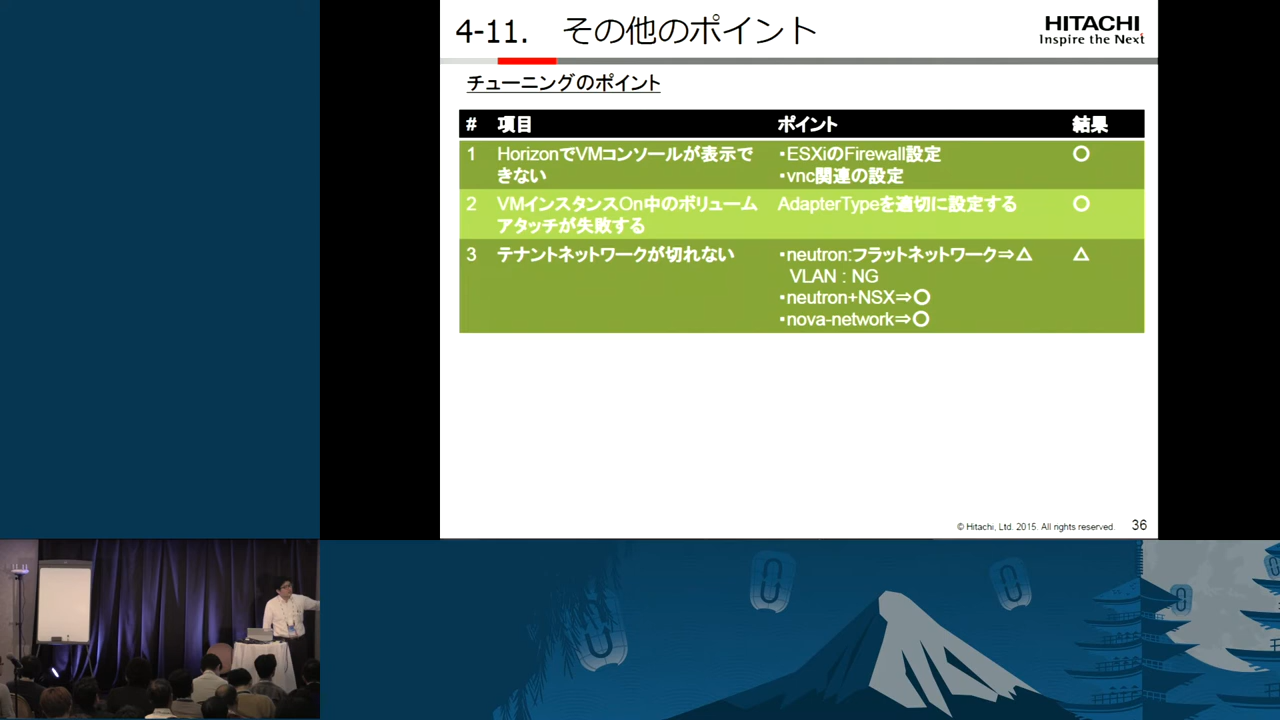 4-11. その他のポイント
HITACHI
Inspire the Next
チューニングのポイント
# 項目 ポイント 結果
1 HorizonでVMコンソールが表示で ・ESXiのFirewall設定 〇
きない ・vnc関連の設定
2 VMインスタンスOn中のボリューム AdapterTypeを適切に設定する 〇
アタッチが失敗する
3 テナントネットワークが切れない ・neutron:フラットネットワーク⇒△ △
VLAN : NG
・neutron+NSX⇒〇
・nova-network⇒〇
© Hitachi, Ltd. 2015. All rights reserved. 36